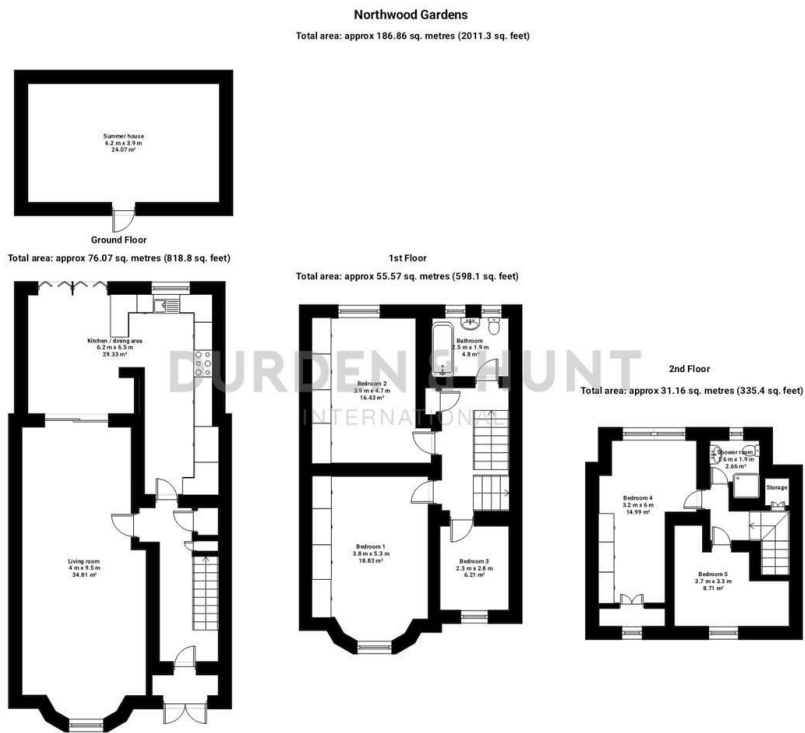 Northwood Gardens
Total area: approx 186.86 sq. metres (2011.3 sq. feet)
Summer house
6.2 m x 3.9 m
24.07 m²
Ground Floor
Total area: approx 76.07 sq. metres (818.8 sq. feet)
Kitchen / dining area
6.2 m x 6.5 m
29.33 m²
Living room
4 m x 9.5 m
34.81 m²
1st Floor
Total area: approx 55.57 sq. metres (598.1 sq. feet)
Bathroom
2.5 m x 1.9 m
4.8 m²
Bedroom 2
3.9 m x 4.7 m
16.43 m²
Bedroom 1
3.8 m x 5.3 m
18.83 m²
Bedroom 3
2.3 m x 2.8 m
6.21 m²
2nd Floor
Total area: approx 31.16 sq. metres (335.4 sq. feet)
Shower room
1.6 m x 1.9 m
2.66 m²
Storage
Bedroom 4
3.2 m x 6 m
14.99 m²
Bedroom 5
3.7 m x 3.3 m
8.71 m²
DURDEN & HUNT
INTERNATIONAL